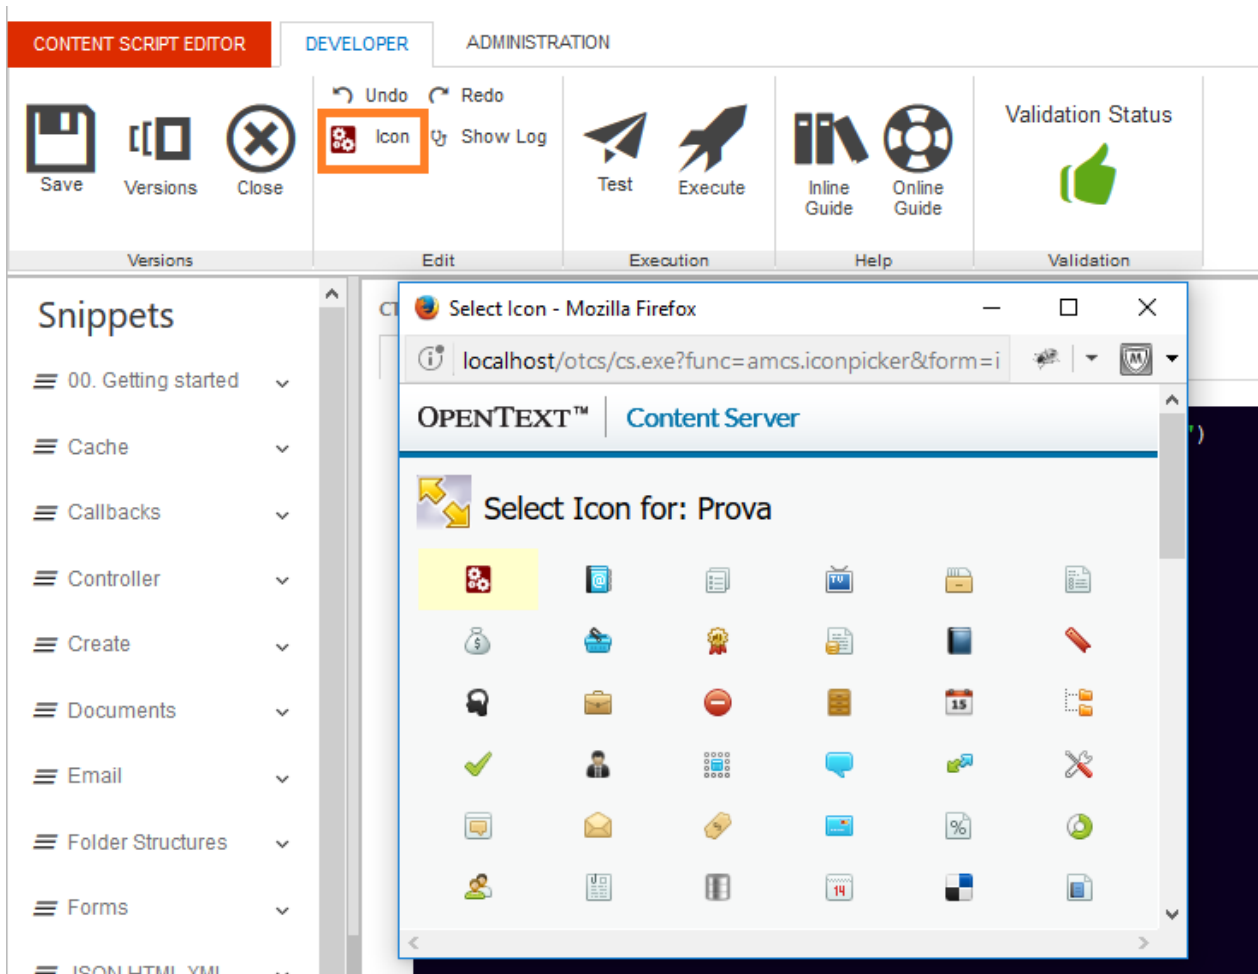 CONTENT SCRIPT EDITOR DEVELOPER ADMINISTRATION
Undo Redo
Icon Show Log
Save Versions Close
Test Execute
Inline Guide
Online Guide
Validation Status
Versions Edit Execution Help Validation
Snippets
00. Getting started
Cache
Callbacks
Controller
Create
Documents
Email
Folder Structures
Forms
JSON HTML XML
Select Icon - Mozilla Firefox
localhost/otcs/cs.exe?func=amcs.iconpicker&form=i
OPENTEXT™ Content Server
Select Icon for: Prova
TV
15
14